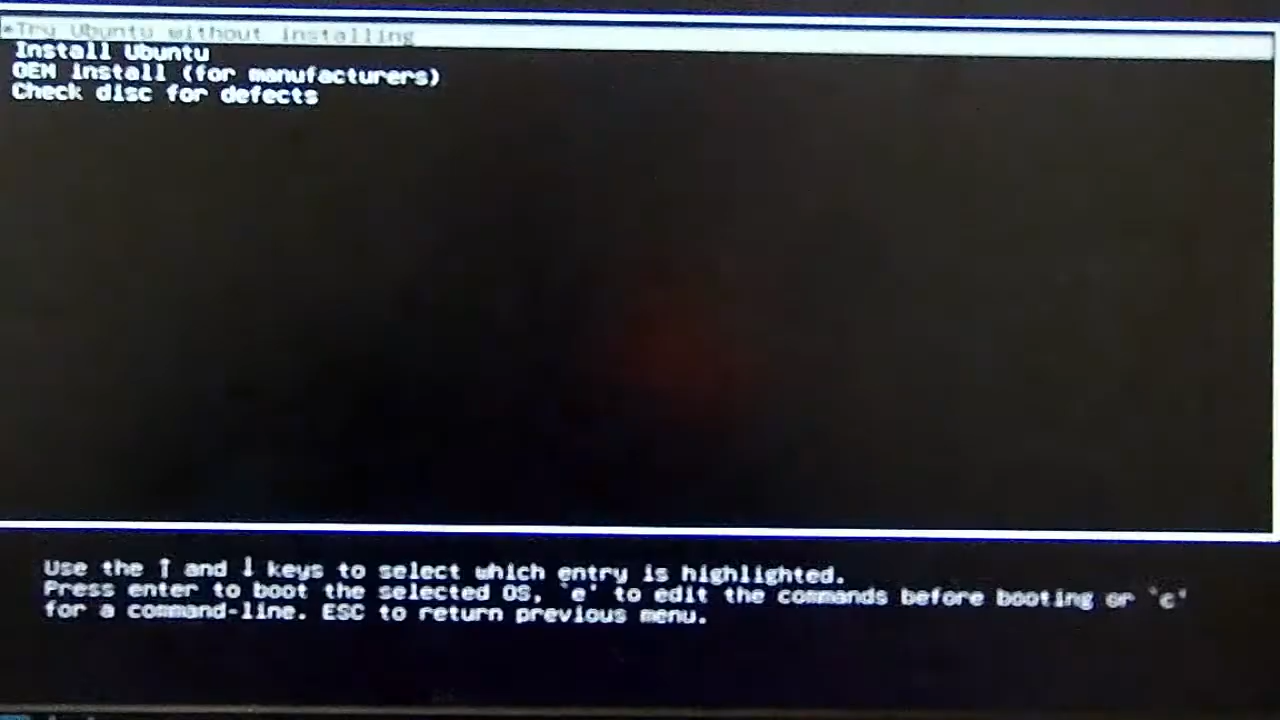 *Try Ubuntu without installing
Install Ubuntu
OEM install (for manufacturers)
Check disc for defects
Use the ↑ and ↓ keys to select which entry is highlighted.
Press enter to boot the selected OS, `e' to edit the commands before booting or `c'
for a command-line. ESC to return previous menu.